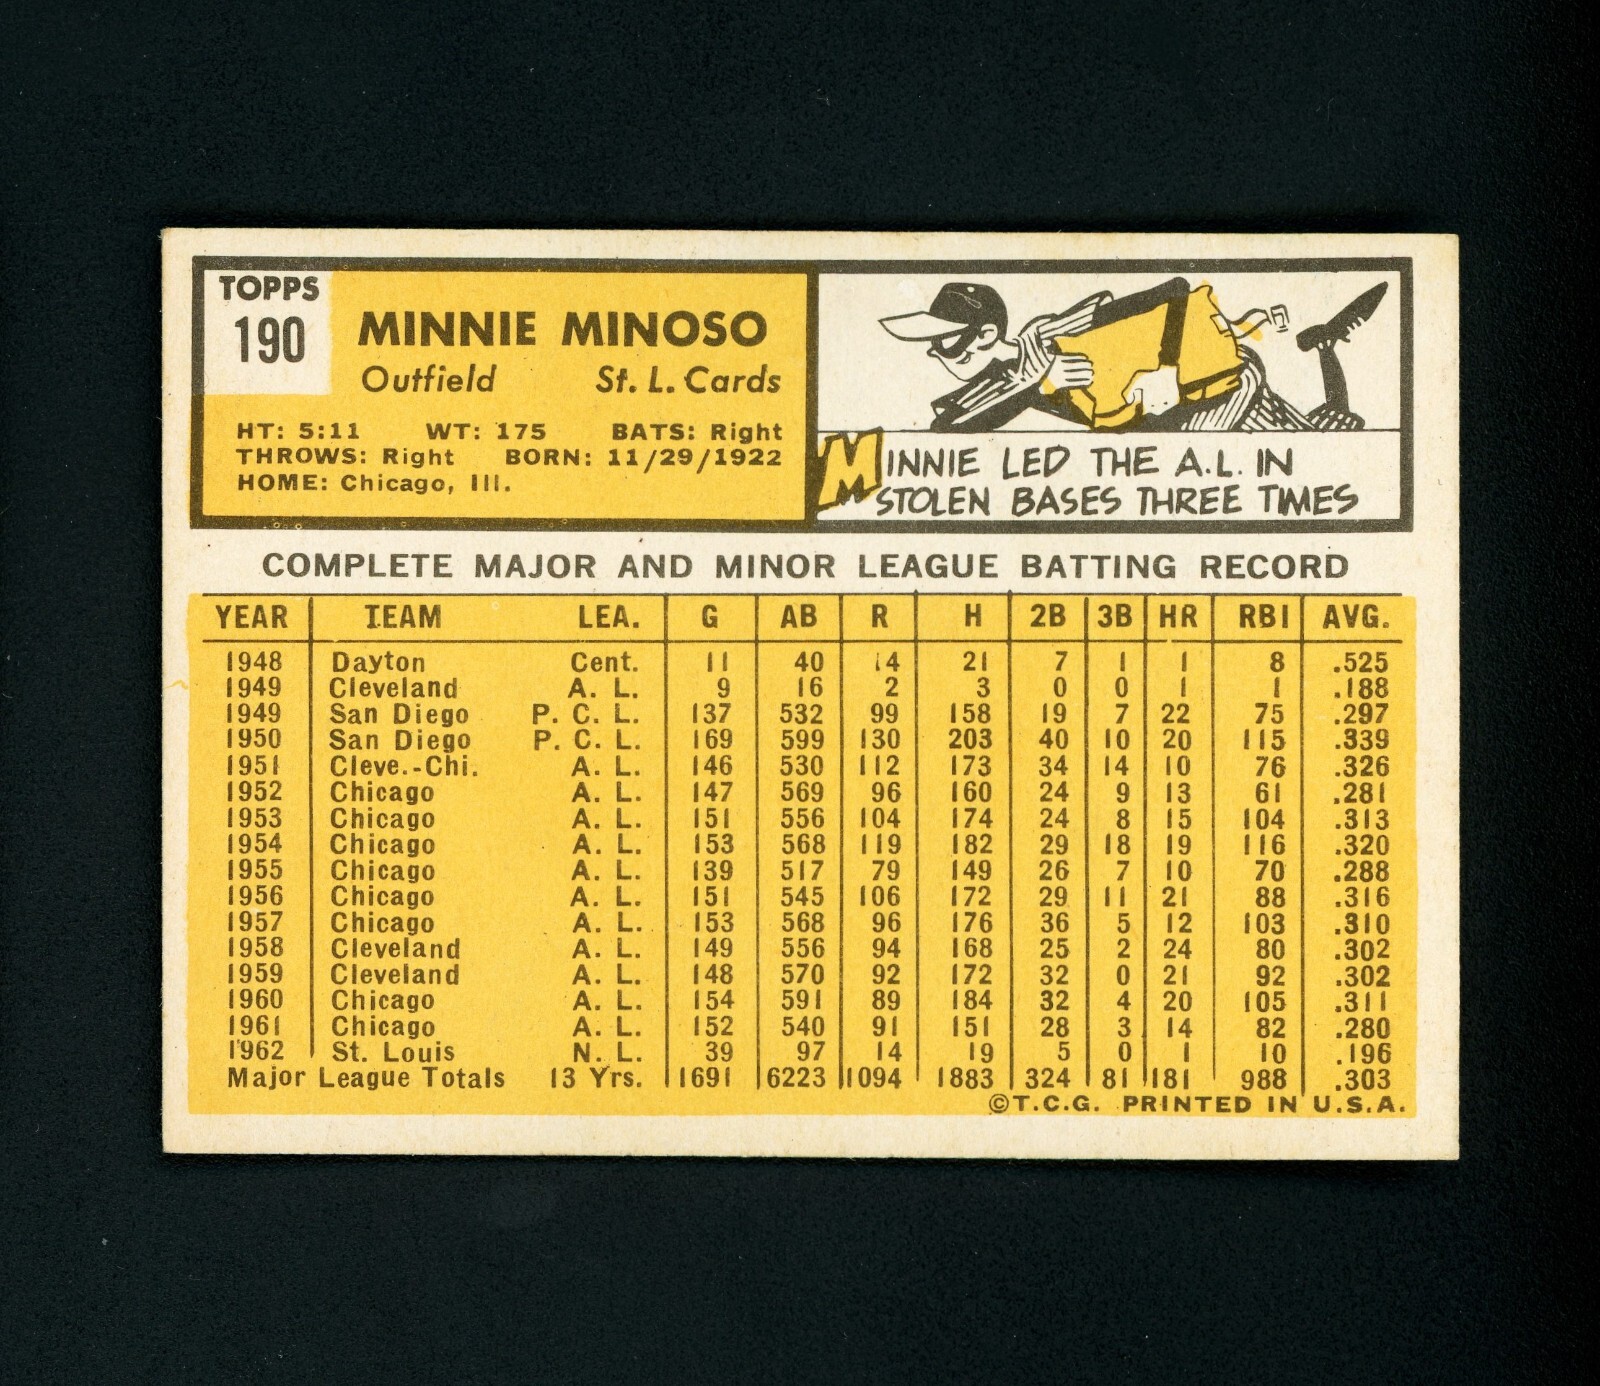 TOPPS
190
MINNIE MINOSO
Outfield St. L. Cards
HT: 5:11 WT: 175 BATS: Right
THROWS: Right BORN: 11/29/1922
HOME: Chicago, Ill.
MINNIE LED THE A.L. IN
STOLEN BASES THREE TIMES
COMPLETE MAJOR AND MINOR LEAGUE BATTING RECORD
YEAR TEAM LEA. G AB R H 2B 3B HR RBI AVG.
1948 Dayton Cent. 11 40 14 21 7 1 1 8 .525
1949 Cleveland A. L. 9 16 2 3 0 0 1 1 .188
1949 San Diego P. C. L. 137 532 99 158 19 7 22 75 .297
1950 San Diego P. C. L. 169 599 130 203 40 10 20 115 .339
1951 Cleve.-Chi. A. L. 146 530 112 173 34 14 10 76 .326
1952 Chicago A. L. 147 569 96 160 24 9 13 61 .281
1953 Chicago A. L. 151 556 104 174 24 8 15 104 .313
1954 Chicago A. L. 153 568 119 182 29 18 19 116 .320
1955 Chicago A. L. 139 517 79 149 26 7 10 70 .288
1956 Chicago A. L. 151 545 106 172 29 11 21 88 .316
1957 Chicago A. L. 153 568 96 176 36 5 12 103 .310
1958 Cleveland A. L. 149 556 94 168 25 2 24 80 .302
1959 Cleveland A. L. 148 570 92 172 32 0 21 92 .302
1960 Chicago A. L. 154 591 89 184 32 4 20 105 .311
1961 Chicago A. L. 152 540 91 151 28 3 14 82 .280
1962 St. Louis N. L. 39 97 14 19 5 0 1 10 .196
Major League Totals 13 Yrs. 1691 6223 1094 1883 324 81 181 988 .303
©T.C.G. PRINTED IN U.S.A.